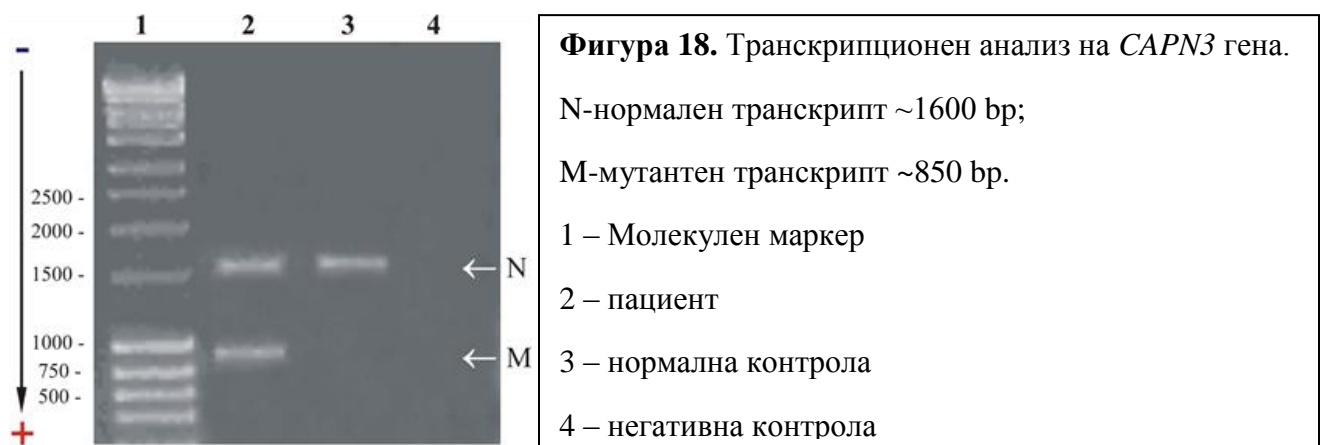 1 2 3 4
-
2500 -
2000 -
1500 -
1000 -
750 -
500 -
+
← N
← M
Фигура 18. Транскрипционен анализ на CAPN3 гена.
N-нормален транскрипт ~1600 bp;
М-мутантен транскрипт ~850 bp.
1 – Молекулен маркер
2 – пациент
3 – нормална контрола
4 – негативна контрола